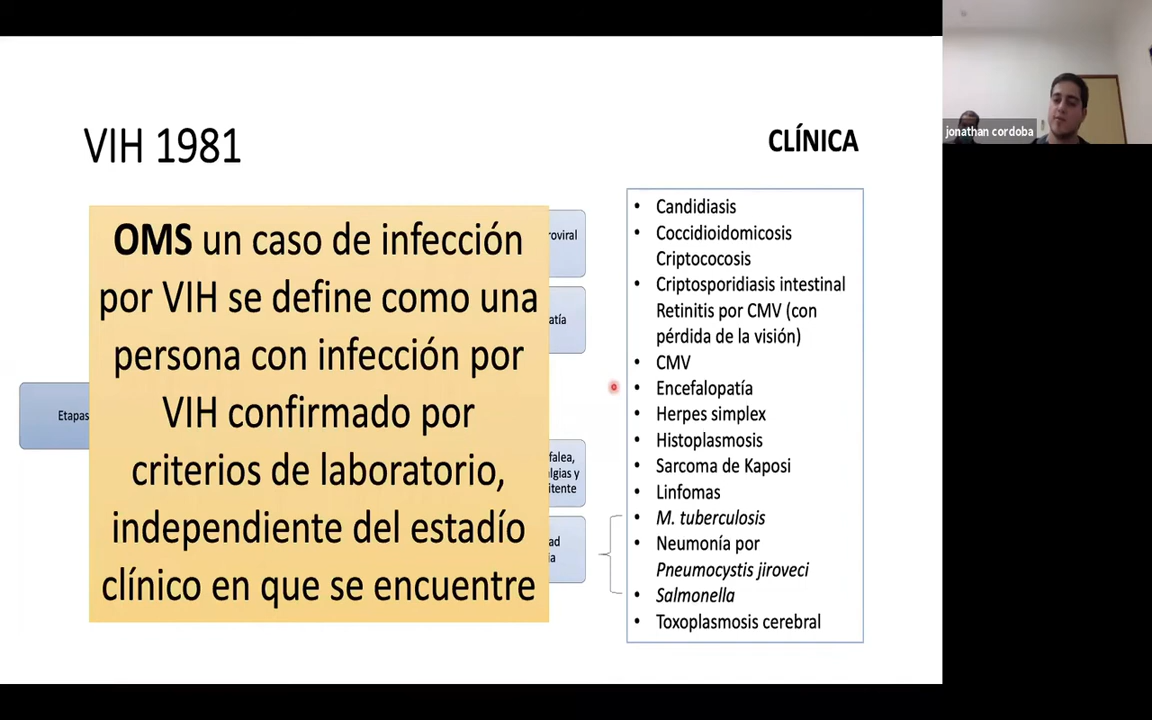 VIH 1981
CLÍNICA
Etapas
OMS un caso de infección
por VIH se define como una
persona con infección por
VIH confirmado por
criterios de laboratorio,
independiente del estadío
clínico en que se encuentre
• Candidiasis
• Coccidioidomicosis
Criptococosis
• Criptosporidiasis intestinal
Retinitis por CMV (con
pérdida de la visión)
• CMV
• Encefalopatía
• Herpes simplex
• Histoplasmosis
• Sarcoma de Kaposi
• Linfomas
• M. tuberculosis
• Neumonía por
Pneumocystis jiroveci
• Salmonella
• Toxoplasmosis cerebral
jonathan cordoba